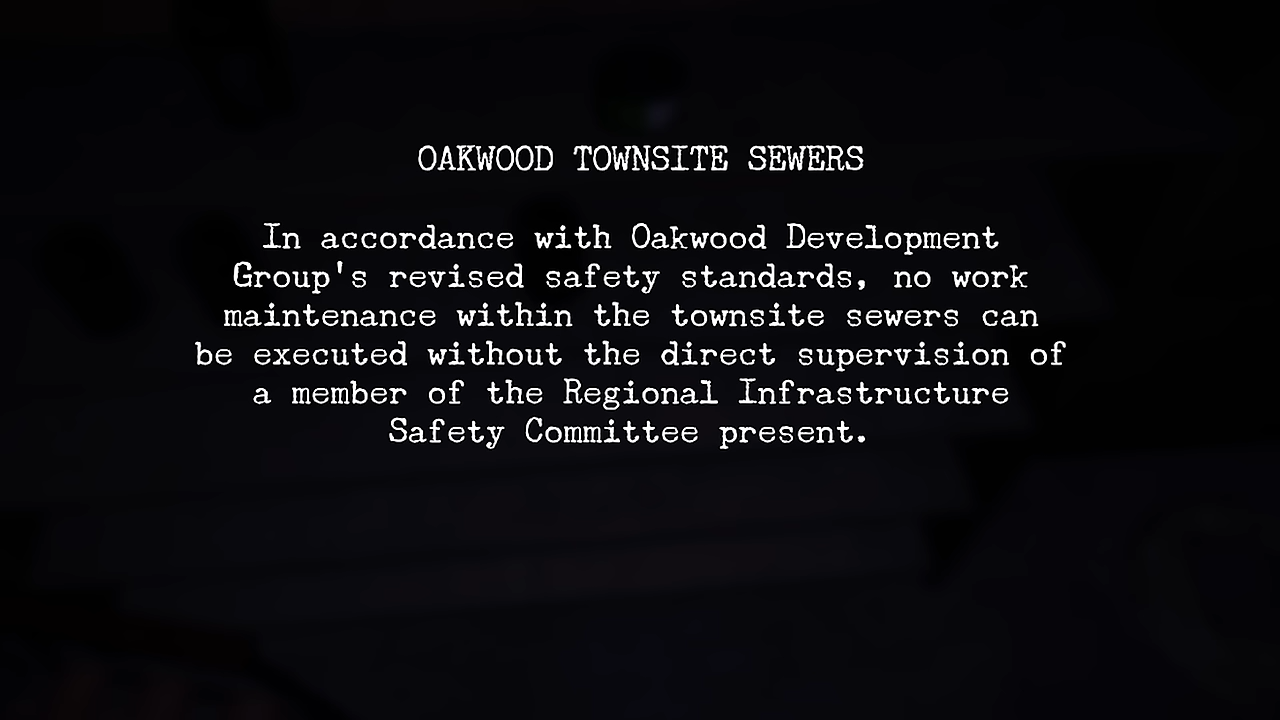 OAKWOOD TOWNSITE SEWERS
In accordance with Oakwood Development
Group's revised safety standards, no work
maintenance within the townsite sewers can
be executed without the direct supervision of
a member of the Regional Infrastructure
Safety Committee present.